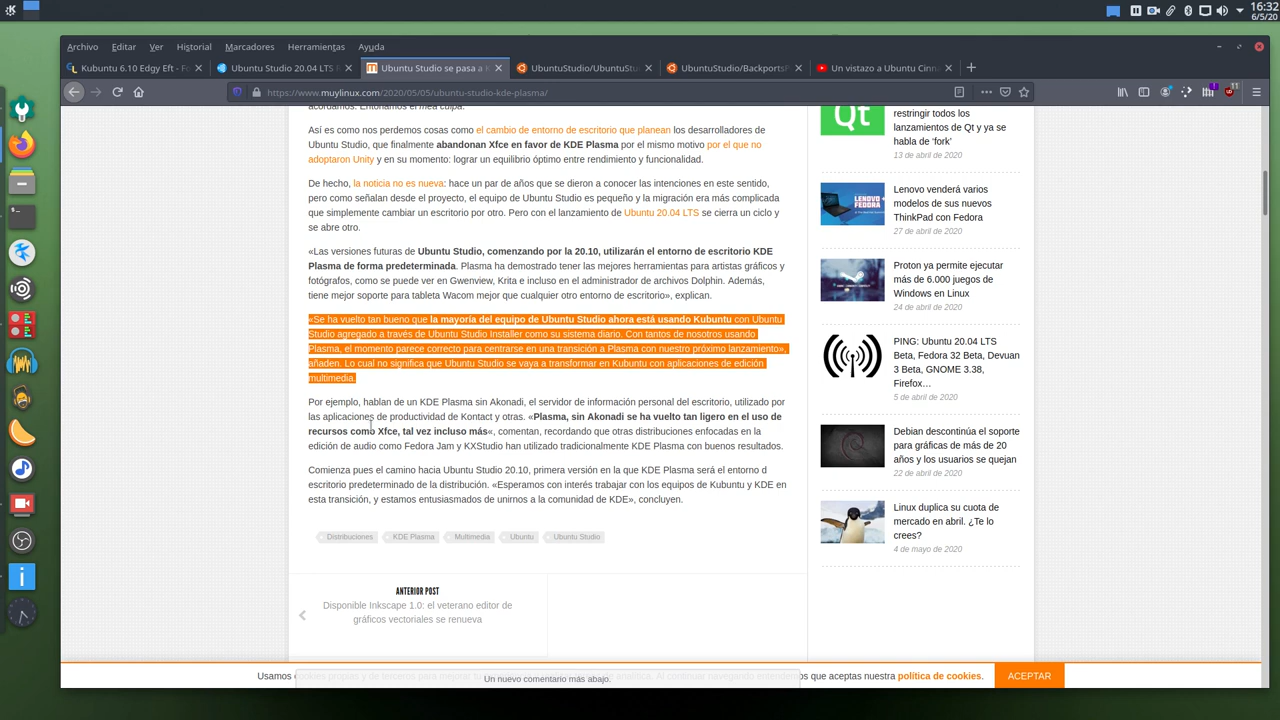 16:32
6/5/20
Archivo Editar Ver Historial Marcadores Herramientas Ayuda
Kubuntu 6.10 Edgy Eft - Fo
Ubuntu Studio 20.04 LTS
Ubuntu Studio se pasa a
UbuntuStudio/UbuntuStu
UbuntuStudio/BackportsP
Un vistazo a Ubuntu Cinn
https://www.muylinux.com/2020/05/05/ubuntu-studio-kde-plasma/
11
acordamos. Entonamos el mea culpa.
Así es como nos perdemos cosas como el cambio de entorno de escritorio que planean los desarrolladores de
Ubuntu Studio, que finalmente abandonan Xfce en favor de KDE Plasma por el mismo motivo por el que no
adoptaron Unity y en su momento: lograr un equilibrio óptimo entre rendimiento y funcionalidad.
De hecho, la noticia no es nueva: hace un par de años que se dieron a conocer las intenciones en este sentido,
pero como señalan desde el proyecto, el equipo de Ubuntu Studio es pequeño y la migración era más complicada
que simplemente cambiar un escritorio por otro. Pero con el lanzamiento de Ubuntu 20.04 LTS se cierra un ciclo y
se abre otro.
«Las versiones futuras de Ubuntu Studio, comenzando por la 20.10, utilizarán el entorno de escritorio KDE
Plasma de forma predeterminada. Plasma ha demostrado tener las mejores herramientas para artistas gráficos y
fotógrafos, como se puede ver en Gwenview, Krita e incluso en el administrador de archivos Dolphin. Además,
tiene mejor soporte para tableta Wacom mejor que cualquier otro entorno de escritorio», explican.
«Se ha vuelto tan bueno que la mayoría del equipo de Ubuntu Studio ahora está usando Kubuntu con Ubuntu
Studio agregado a través de Ubuntu Studio Installer como su sistema diario. Con tantos de nosotros usando
Plasma, el momento parece correcto para centrarse en una transición a Plasma con nuestro próximo lanzamiento»,
añaden. Lo cual no significa que Ubuntu Studio se vaya a transformar en Kubuntu con aplicaciones de edición
multimedia.
Por ejemplo, hablan de un KDE Plasma sin Akonadi, el servidor de información personal del escritorio, utilizado por
las aplicaciones de productividad de Kontact y otras. «Plasma, sin Akonadi se ha vuelto tan ligero en el uso de
recursos como Xfce, tal vez incluso más«, comentan, recordando que otras distribuciones enfocadas en la
edición de audio como Fedora Jam y KXStudio han utilizado tradicionalmente KDE Plasma con buenos resultados.
Comienza pues el camino hacia Ubuntu Studio 20.10, primera versión en la que KDE Plasma será el entorno d
escritorio predeterminado de la distribución. «Esperamos con interés trabajar con los equipos de Kubuntu y KDE en
esta transición, y estamos entusiasmados de unirnos a la comunidad de KDE», concluyen.
Distribuciones KDE Plasma Multimedia Ubuntu Ubuntu Studio
ANTERIOR POST
Disponible Inkscape 1.0: el veterano editor de
gráficos vectoriales se renueva
Qt
restringir todos los
lanzamientos de Qt y ya se
habla de 'fork'
13 de abril de 2020
LENOVO
FEDORA
Lenovo venderá varios
modelos de sus nuevos
ThinkPad con Fedora
27 de abril de 2020
Proton ya permite ejecutar
más de 6.000 juegos de
Windows en Linux
24 de abril de 2020
PING: Ubuntu 20.04 LTS
Beta, Fedora 32 Beta, Devuan
3 Beta, GNOME 3.38,
Firefox…
5 de abril de 2020
Debian descontinúa el soporte
para gráficas de más de 20
años y los usuarios se quejan
22 de abril de 2020
Linux duplica su cuota de
mercado en abril. ¿Te lo
crees?
4 de mayo de 2020
Un nuevo comentario más abajo.
que aceptas nuestra política de cookies.
ACEPTAR